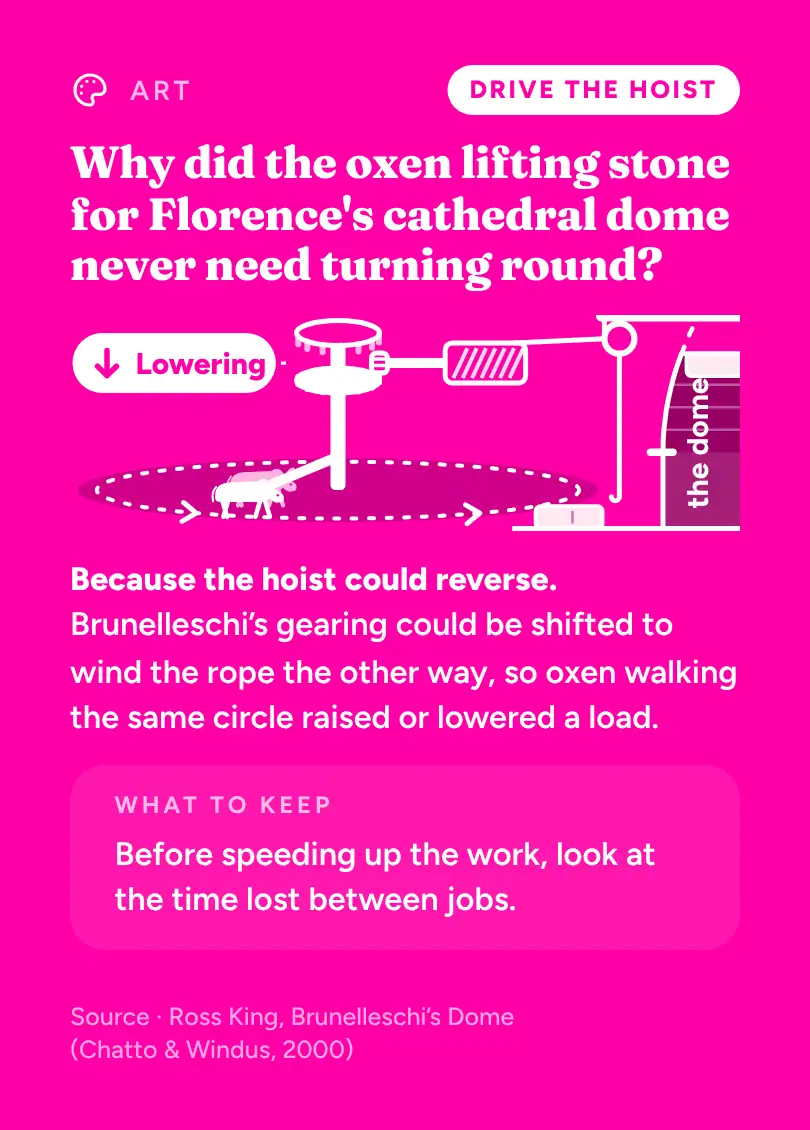 ART
DRIVE THE HOIST
Why did the oxen lifting stone
for Florence's cathedral dome
never need turning round?
Lowering
the dome
Because the hoist could reverse.
Brunelleschi’s gearing could be shifted to
wind the rope the other way, so oxen walking
the same circle raised or lowered a load.
WHAT TO KEEP
Before speeding up the work, look at
the time lost between jobs.
Source · Ross King, Brunelleschi’s Dome
(Chatto & Windus, 2000)